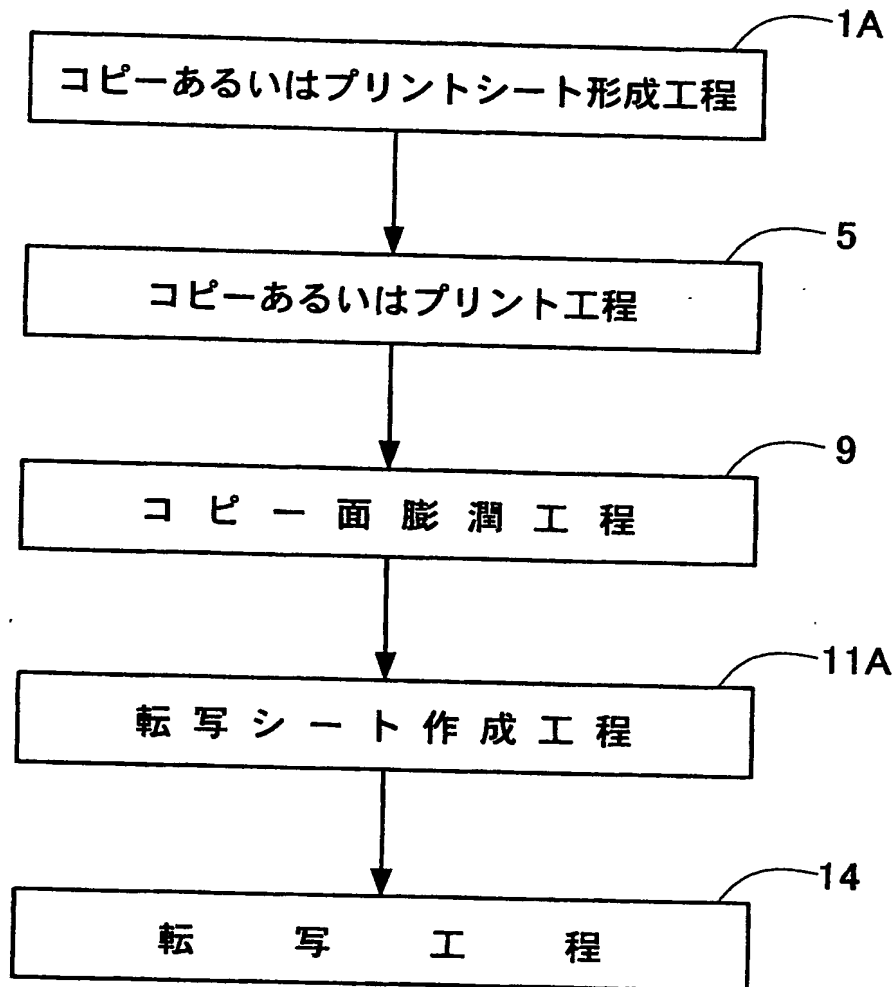 1A
コピーあるいはプリントシート形成工程
5
コピーあるいはプリント工程
9
コピー面膨潤工程
11A
転写シート作成工程
14
転写工程